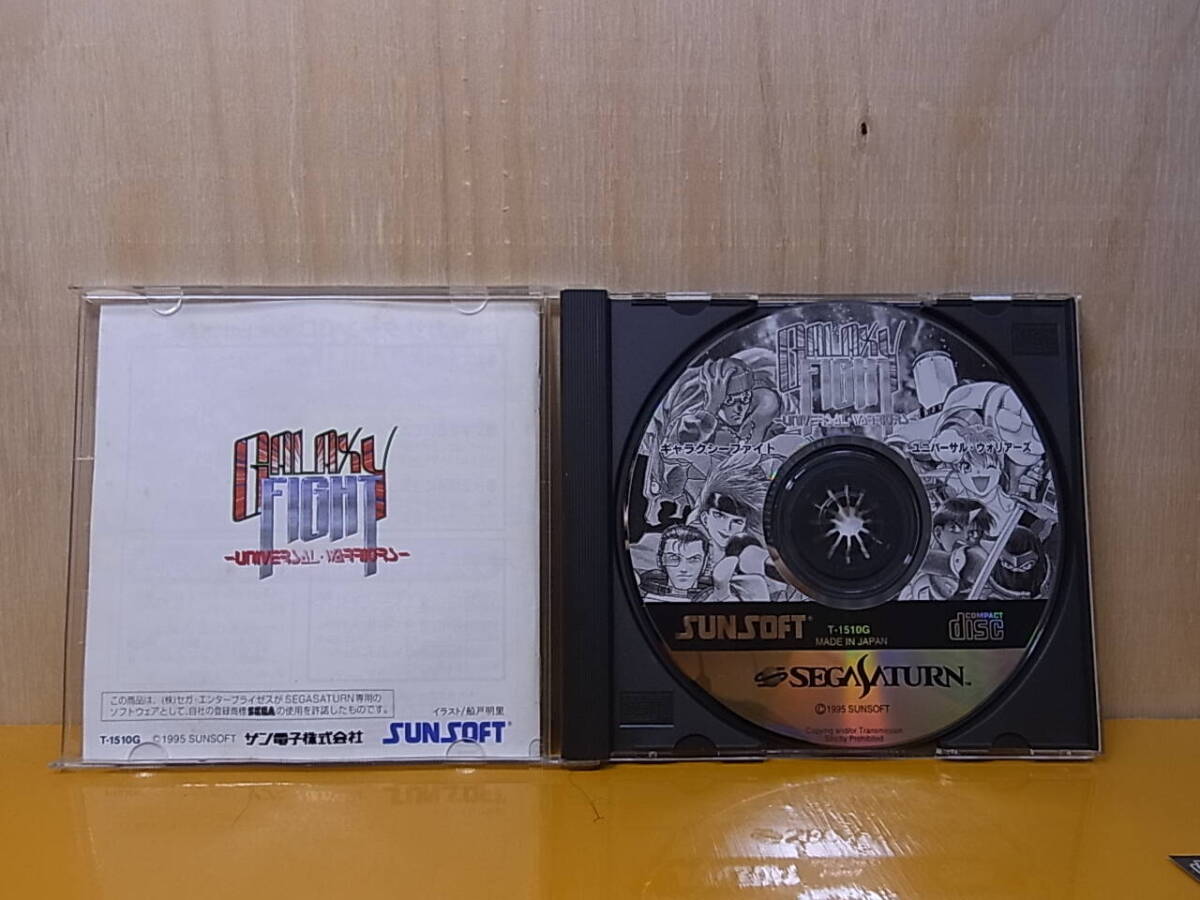 GALAXY
FIGHT
-UNIVERSAL・WARRIORS-
この商品は、(株)セガ・エンタープライゼスがSEGASATURN専用の
ソフトウェアとして、自社の登録商標SEGAの使用を許諾したものです。
イラスト/船戸明里
T-1510G ©1995 SUNSOFT サン電子株式会社 SUNSOFT®
GALAXY
FIGHT
-UNIVERSAL・WARRIORS-
ギャラクシーファイト
ユニバーサル・ウォリアーズ
SUNSOFT®
T-1510G
MADE IN JAPAN
COMPACT
disc
SEGASATURN™
©1995 SUNSOFT
Copying and/or Transmission
Strictly Prohibited